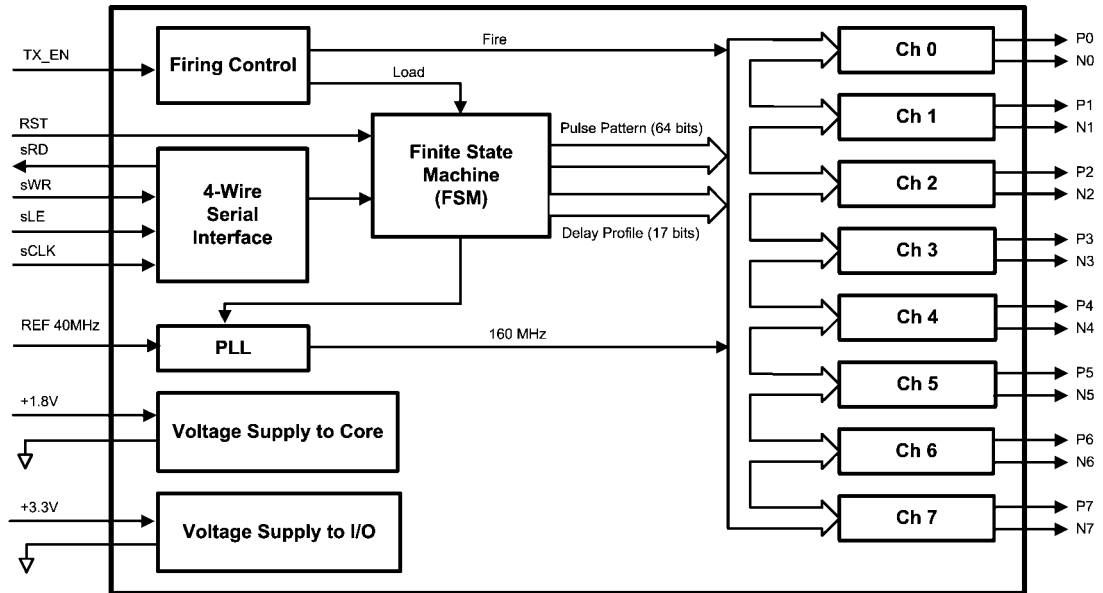 TX_EN
Firing Control
Fire
Load
RST
sRD
sWR
sLE
sCLK
4-Wire
Serial
Interface
Finite State
Machine
(FSM)
Pulse Pattern (64 bits)
Delay Profile (17 bits)
REF 40MHz
PLL
160 MHz
+1.8V
Voltage Supply to Core
+3.3V
Voltage Supply to I/O
Ch 0
P0
N0
Ch 1
P1
N1
Ch 2
P2
N2
Ch 3
P3
N3
Ch 4
P4
N4
Ch 5
P5
N5
Ch 6
P6
N6
Ch 7
P7
N7